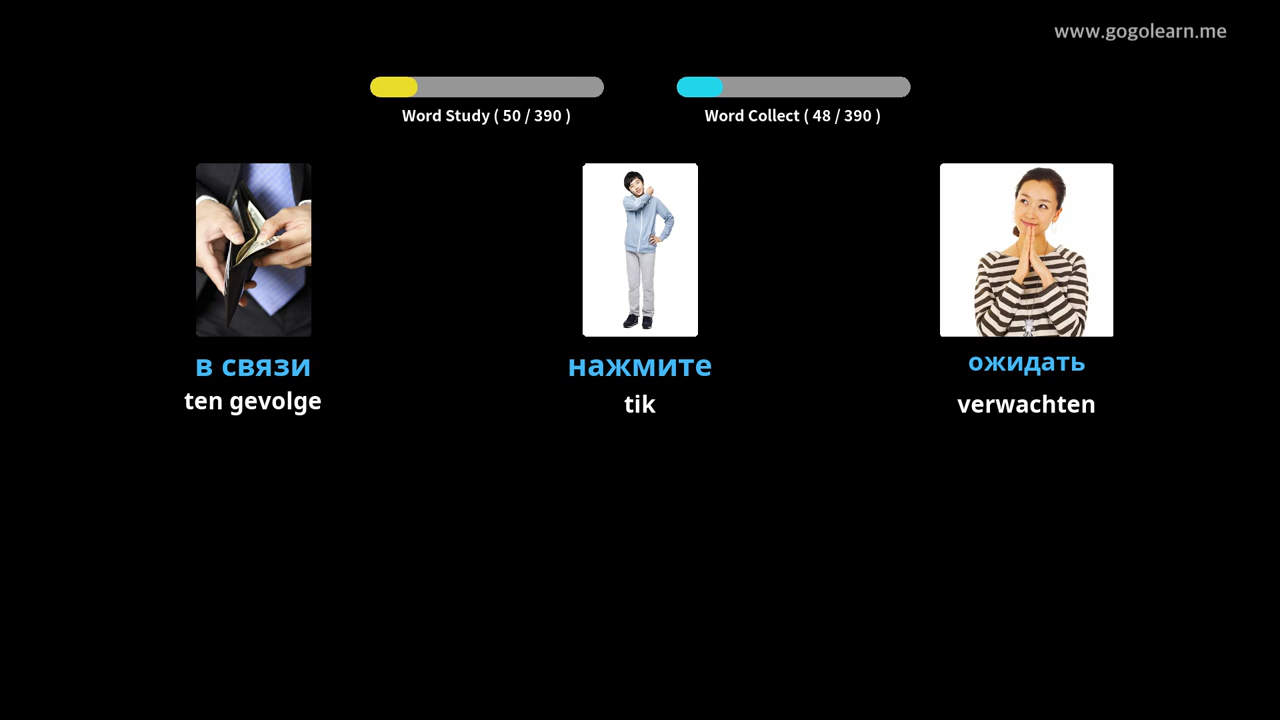 www.gogolearn.me
Word Study ( 50 / 390 )
Word Collect ( 48 / 390 )
в связи
ten gevolge
нажмите
tik
ожидать
verwachten